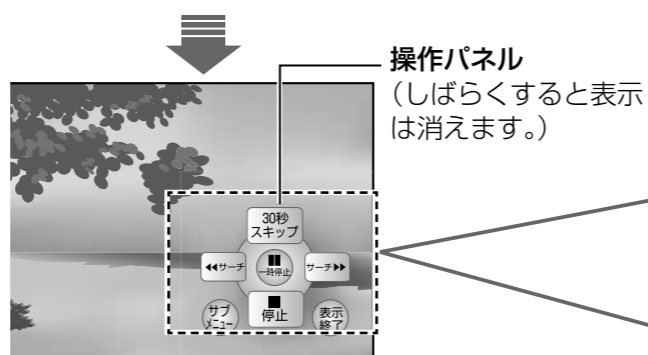 操作パネル
（しばらくすると表示
は消えます。）
30秒
スキップ
◀◀サーチ
一時停止
サーチ▶▶
サブ
メニュー
停止
表示
終了